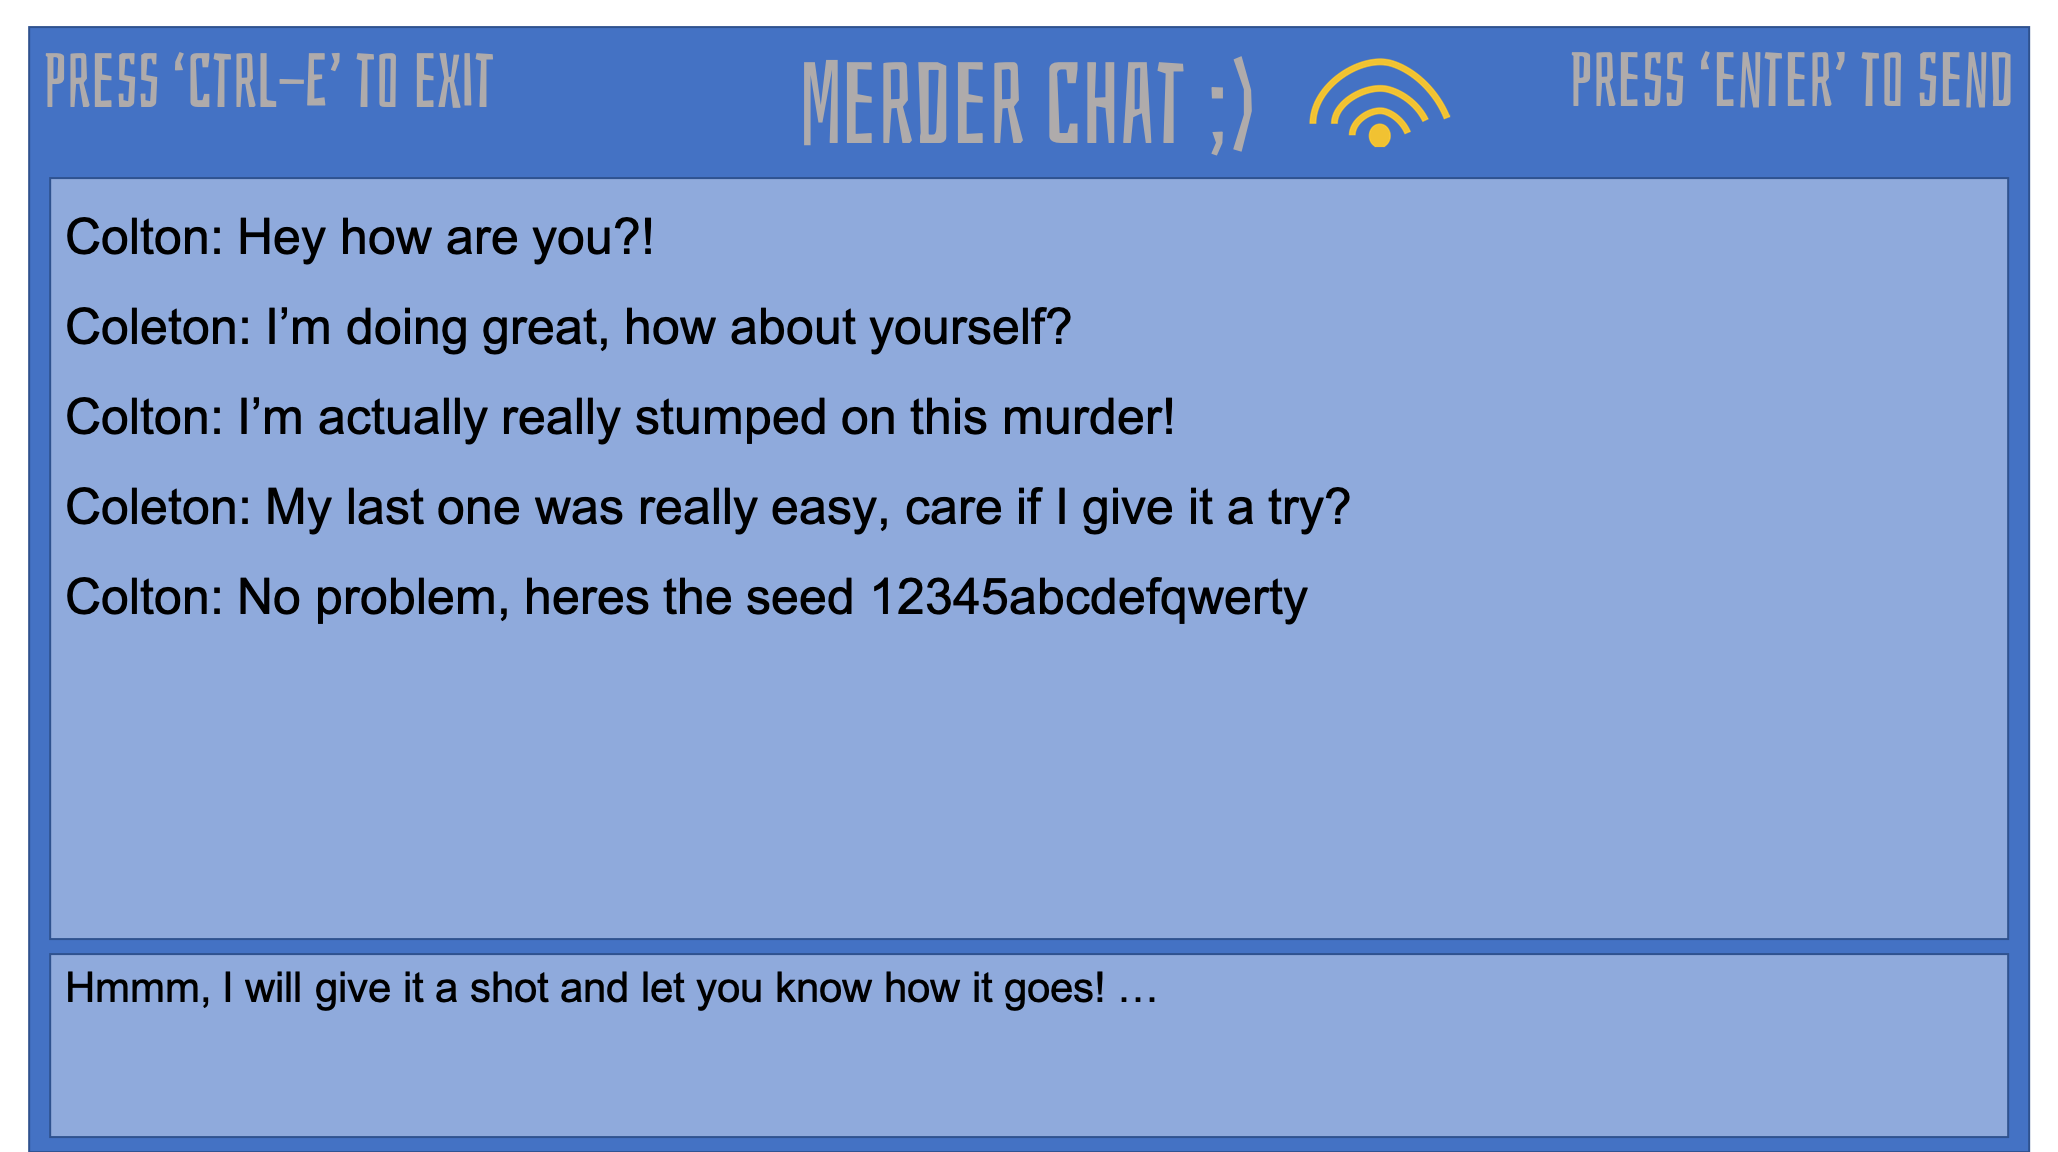 PRESS ‘CTRL–E’ TO EXIT
MERDER CHAT ;)
PRESS ‘ENTER’ TO SEND
Colton: Hey how are you?!
Coleton: I’m doing great, how about yourself?
Colton: I’m actually really stumped on this murder!
Coleton: My last one was really easy, care if I give it a try?
Colton: No problem, heres the seed 12345abcdefqwerty
Hmmm, I will give it a shot and let you know how it goes! …